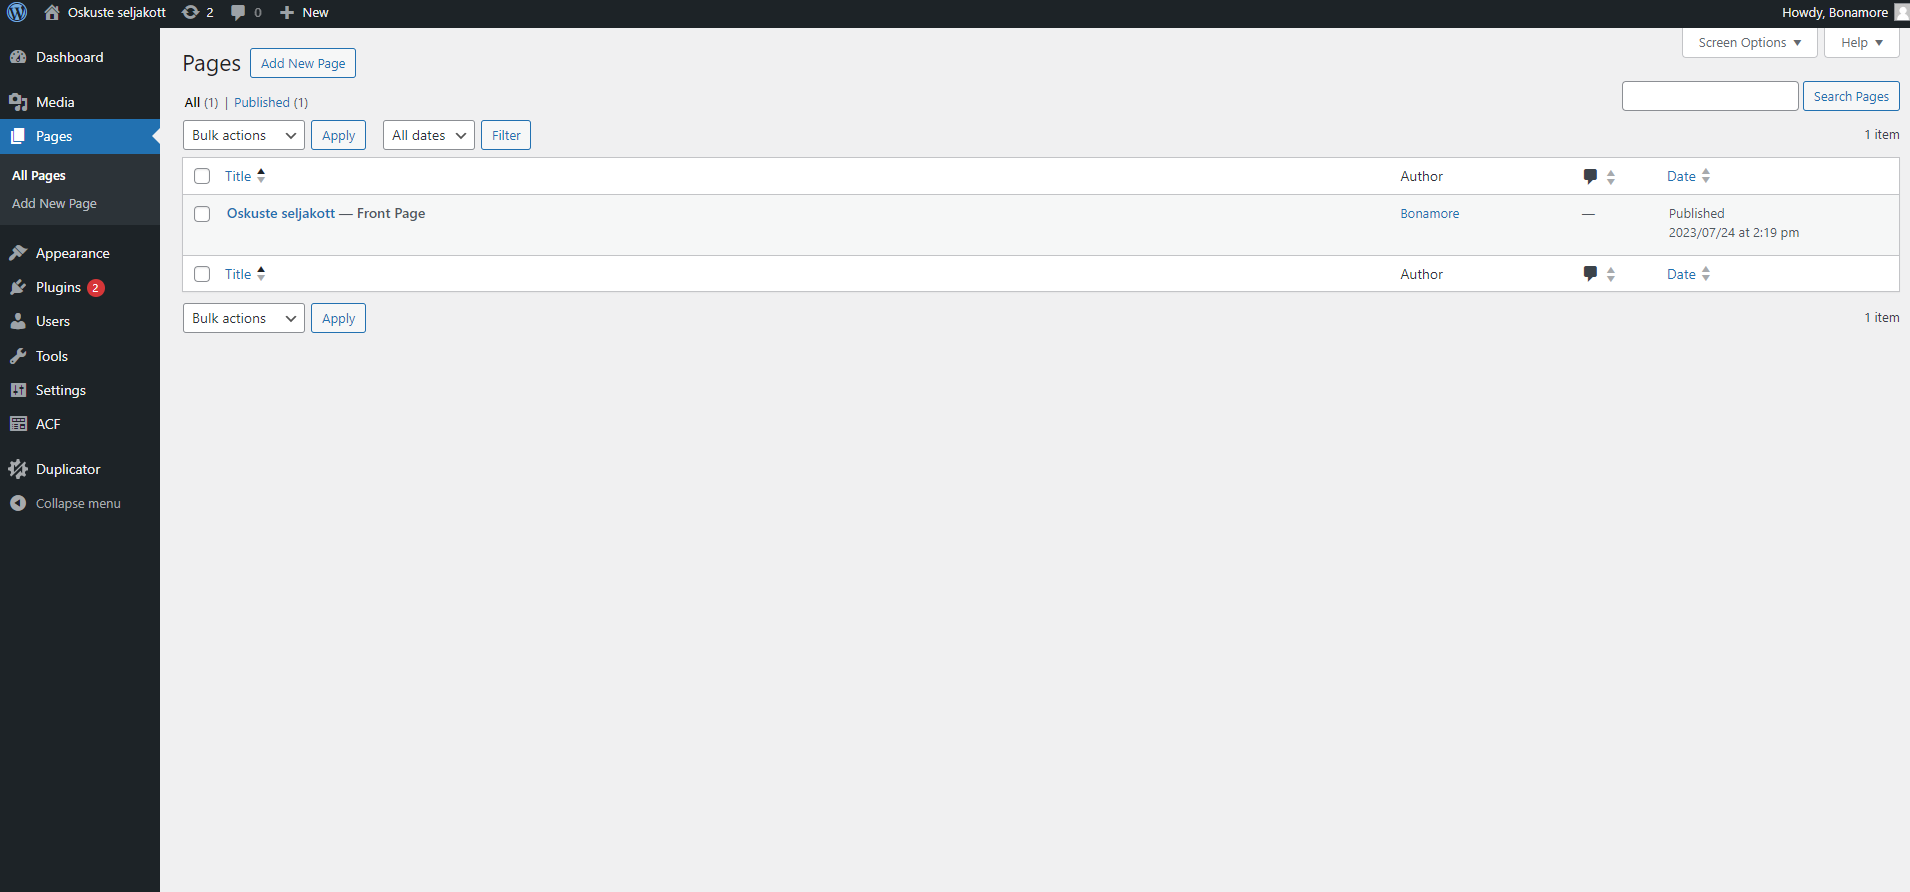 Oskuste seljakott 2 0 New Howdy, Bonamore
Dashboard
Media
Pages
All Pages
Add New Page
Appearance
Plugins 2
Users
Tools
Settings
ACF
Duplicator
Collapse menu
Screen Options Help
Pages Add New Page
All (1) | Published (1)
Search Pages
Bulk actions Apply All dates Filter 1 item
Title Author Date
Oskuste seljakott — Front Page Bonamore — Published
2023/07/24 at 2:19 pm
Title Author Date
Bulk actions Apply 1 item